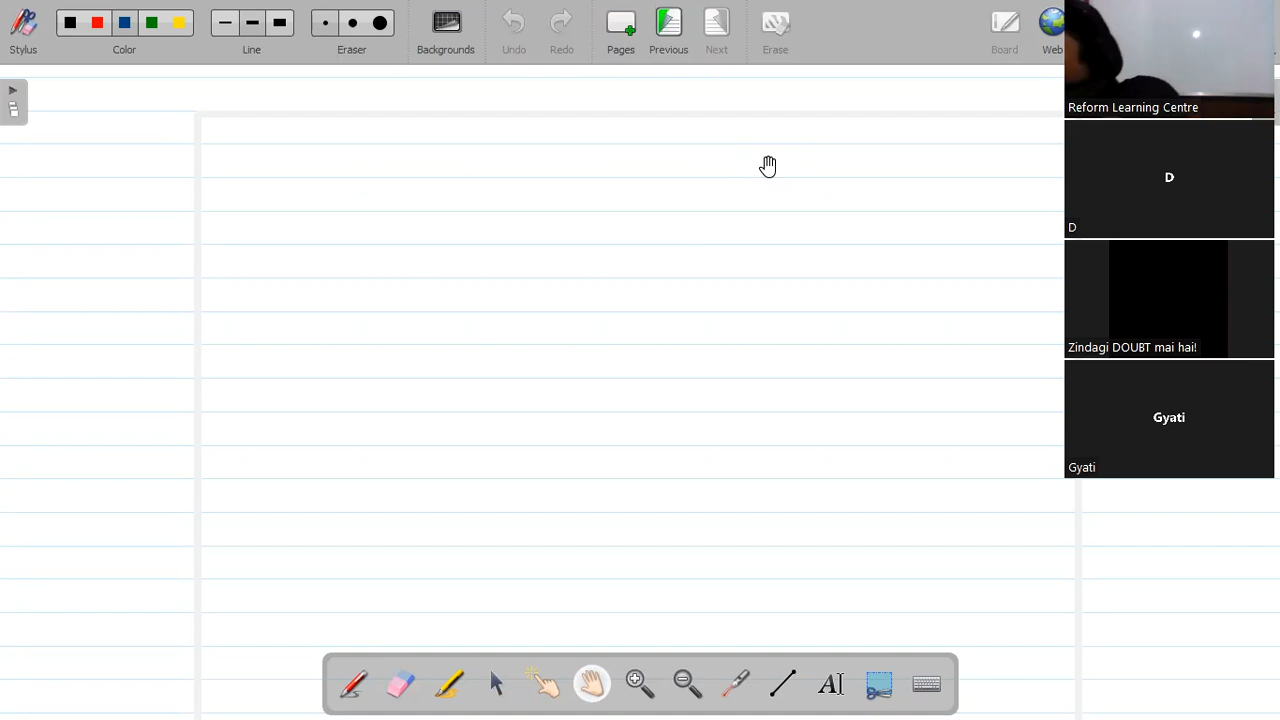 Stylus
Color
Line
Eraser
Backgrounds
Undo
Redo
Pages
Previous
Next
Erase
Board
Web
Reform Learning Centre
D
D
Zindagi DOUBT mai hai!
Gyati
Gyati
AI